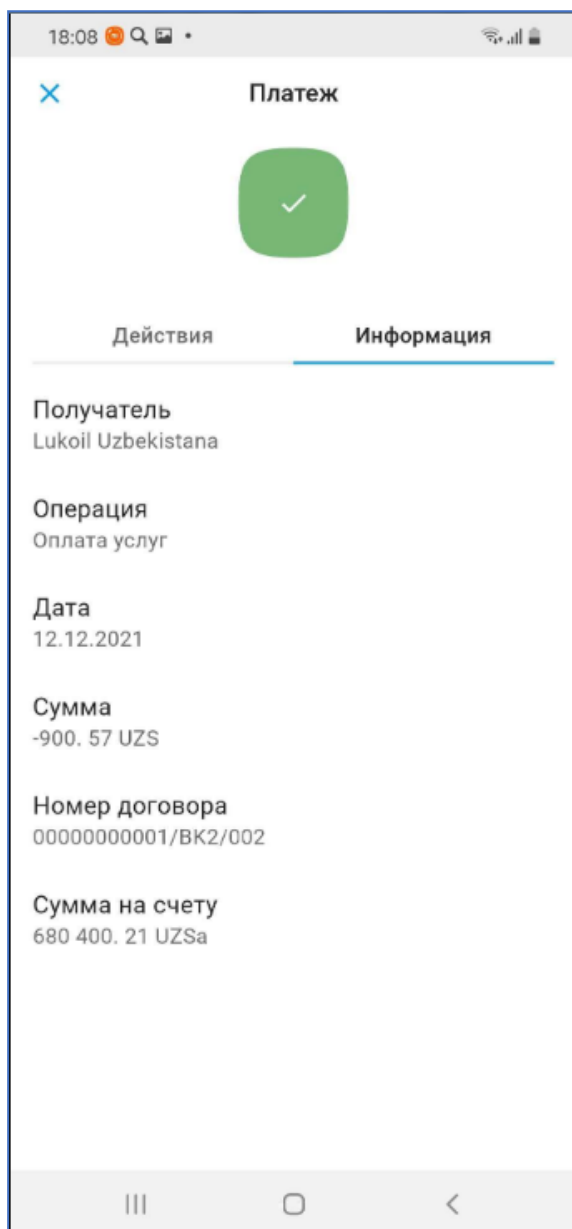 18:08
Платеж
Действия Информация
Получатель
Lukoil Uzbekistana
Операция
Оплата услуг
Дата
12.12.2021
Сумма
-900. 57 UZS
Номер договора
00000000001/BK2/002
Сумма на счету
680 400. 21 UZSa